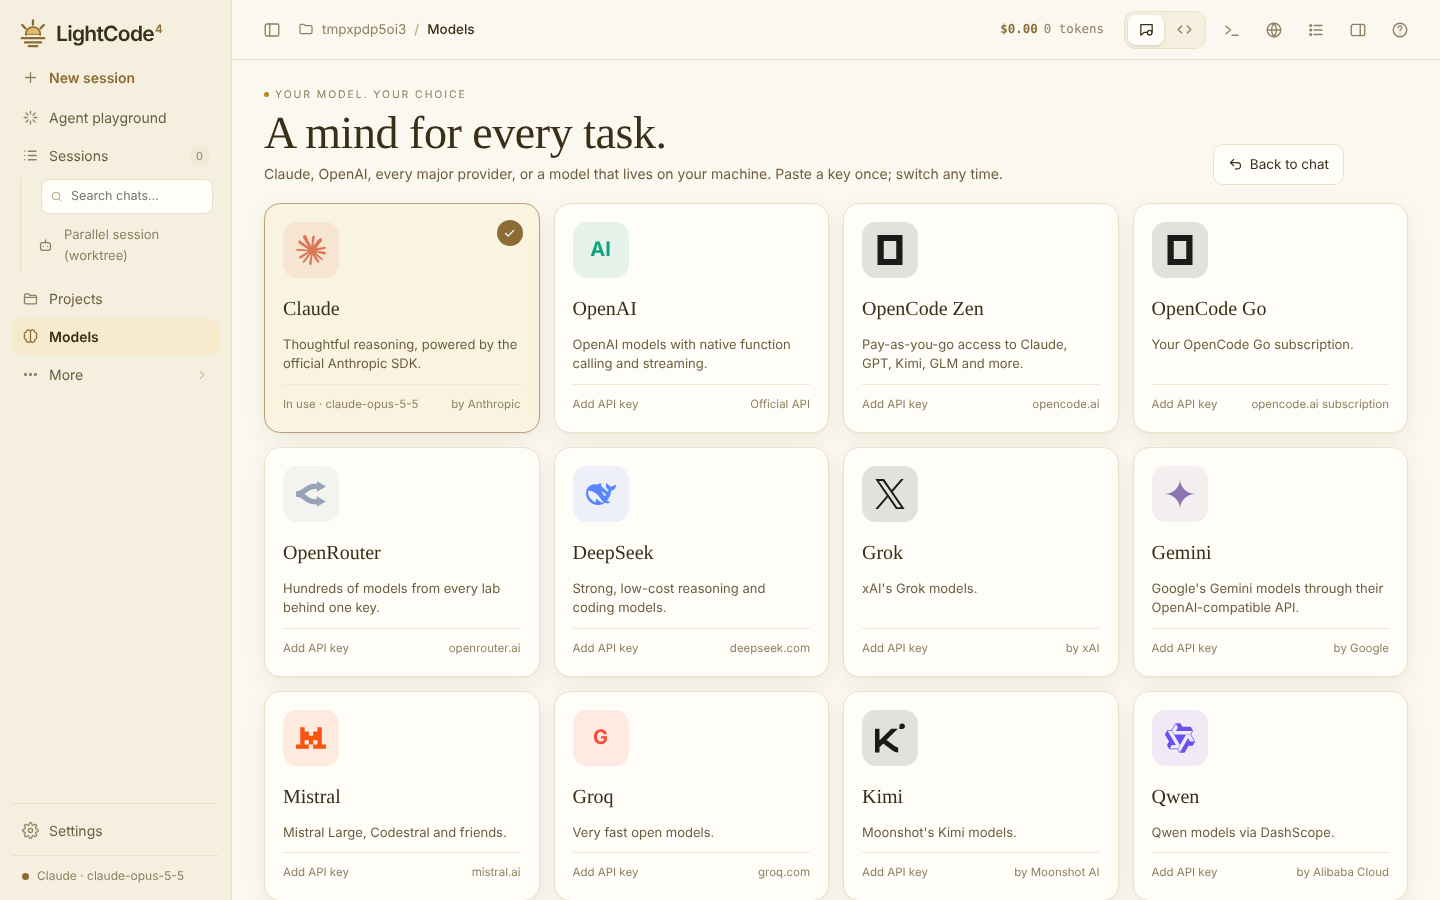 LightCode4
New session
Agent playground
Sessions 0
Search chats...
Parallel session
(worktree)
Projects
Models
More
Settings
Claude · claude-opus-5-5
tmpxpdp5oi3 / Models
$0.00 0 tokens
YOUR MODEL. YOUR CHOICE
A mind for every task.
Claude, OpenAI, every major provider, or a model that lives on your machine. Paste a key once; switch any time.
Back to chat
Claude
Thoughtful reasoning, powered by the
official Anthropic SDK.
In use · claude-opus-5-5 by Anthropic
AI
OpenAI
OpenAI models with native function
calling and streaming.
Add API key Official API
OpenCode Zen
Pay-as-you-go access to Claude,
GPT, Kimi, GLM and more.
Add API key opencode.ai
OpenCode Go
Your OpenCode Go subscription.
Add API key opencode.ai subscription
OpenRouter
Hundreds of models from every lab
behind one key.
Add API key openrouter.ai
DeepSeek
Strong, low-cost reasoning and
coding models.
Add API key deepseek.com
Grok
xAI's Grok models.
Add API key by xAI
Gemini
Google's Gemini models through their
OpenAI-compatible API.
Add API key by Google
Mistral
Mistral Large, Codestral and friends.
Add API key mistral.ai
G
Groq
Very fast open models.
Add API key groq.com
Kimi
Moonshot's Kimi models.
Add API key by Moonshot AI
Qwen
Qwen models via DashScope.
Add API key by Alibaba Cloud